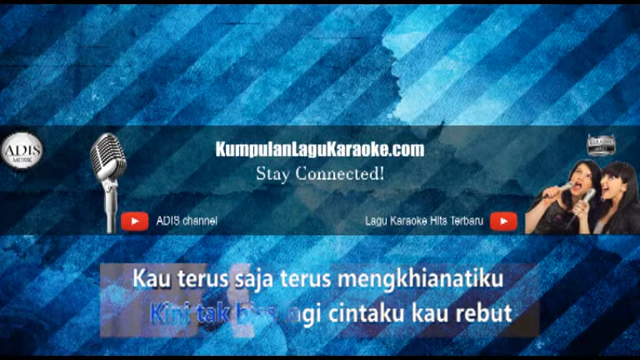 KumpulanLaguKaraoke.com
Stay Connected!
ADIS
MUSIK
ADIS channel
Lagu Karaoke Hits Terbaru
Kau terus saja terus mengkhianatiku
Kini tak cintaku kau rebut